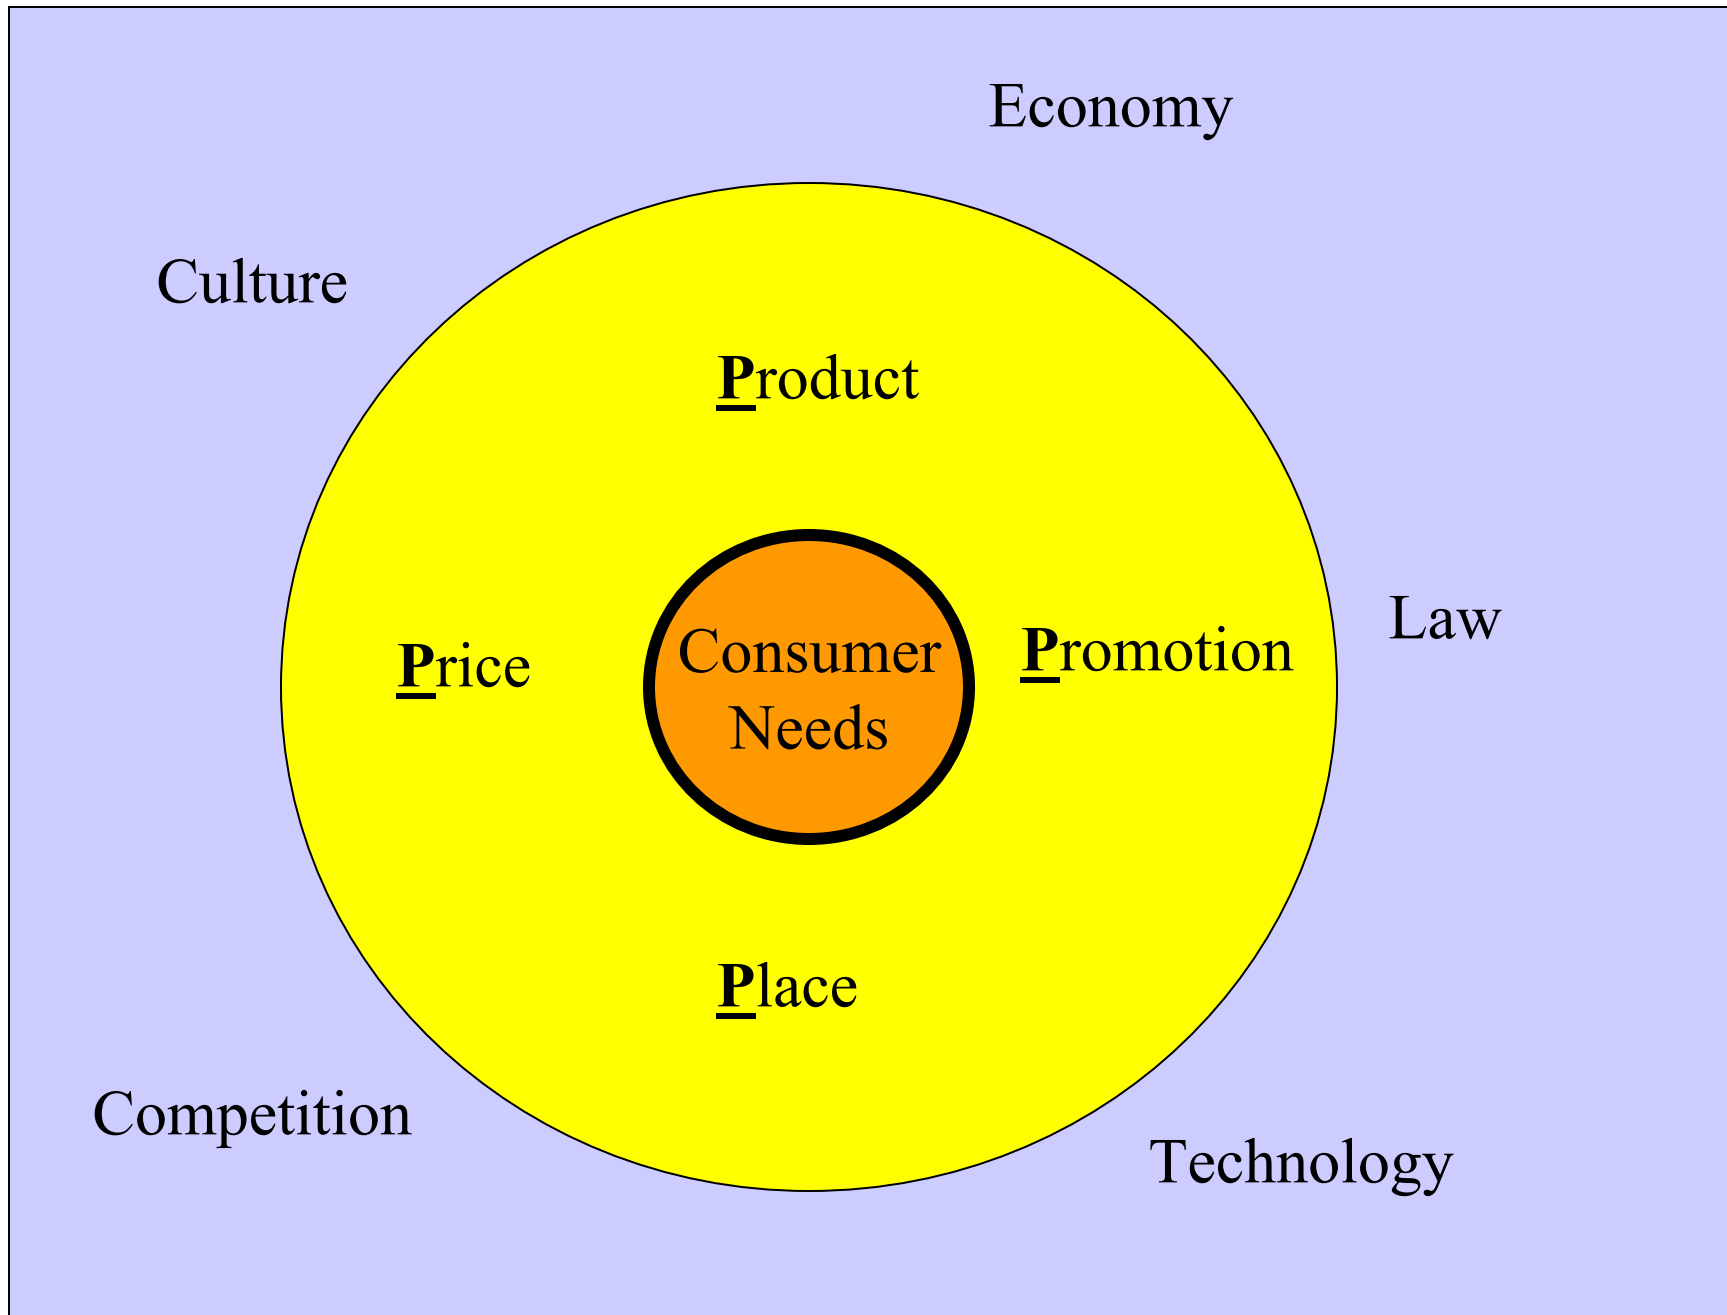 Economy
Culture
Product
Law
Price
Consumer
Needs
Promotion
Place
Competition
Technology